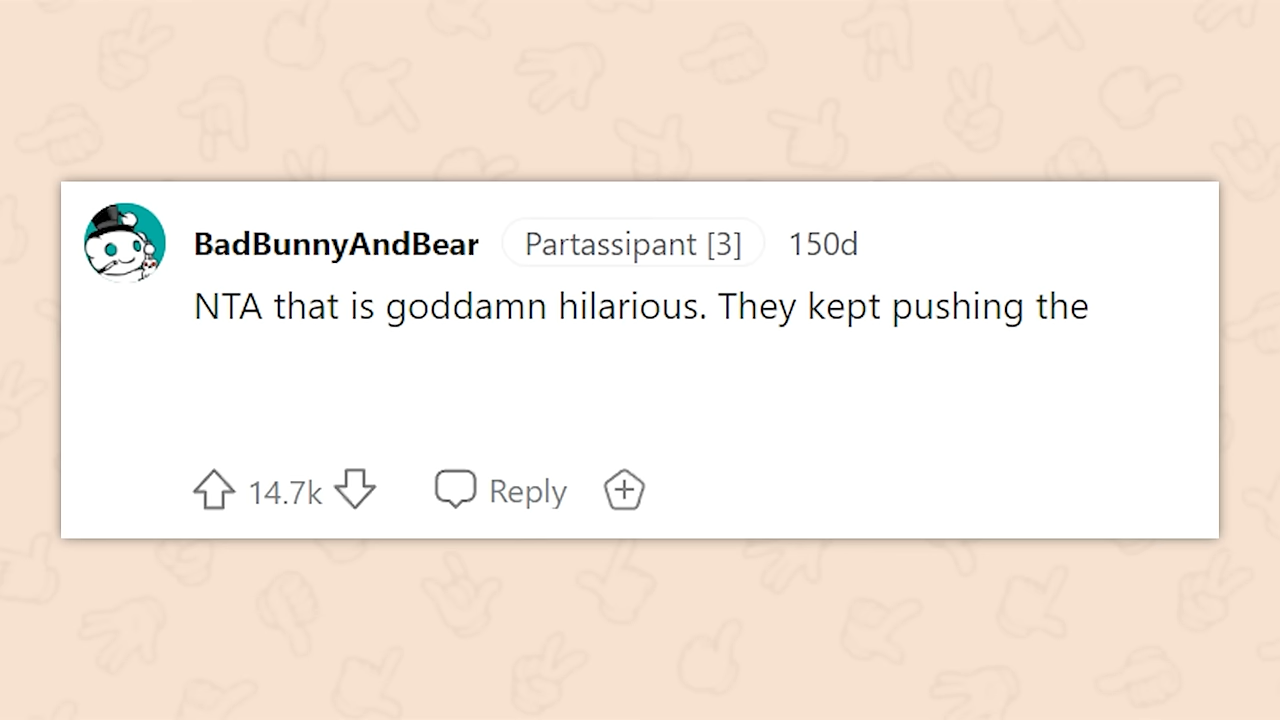 BadBunnyAndBear Partassipant [3] 150d
NTA that is goddamn hilarious. They kept pushing the
14.7k Reply